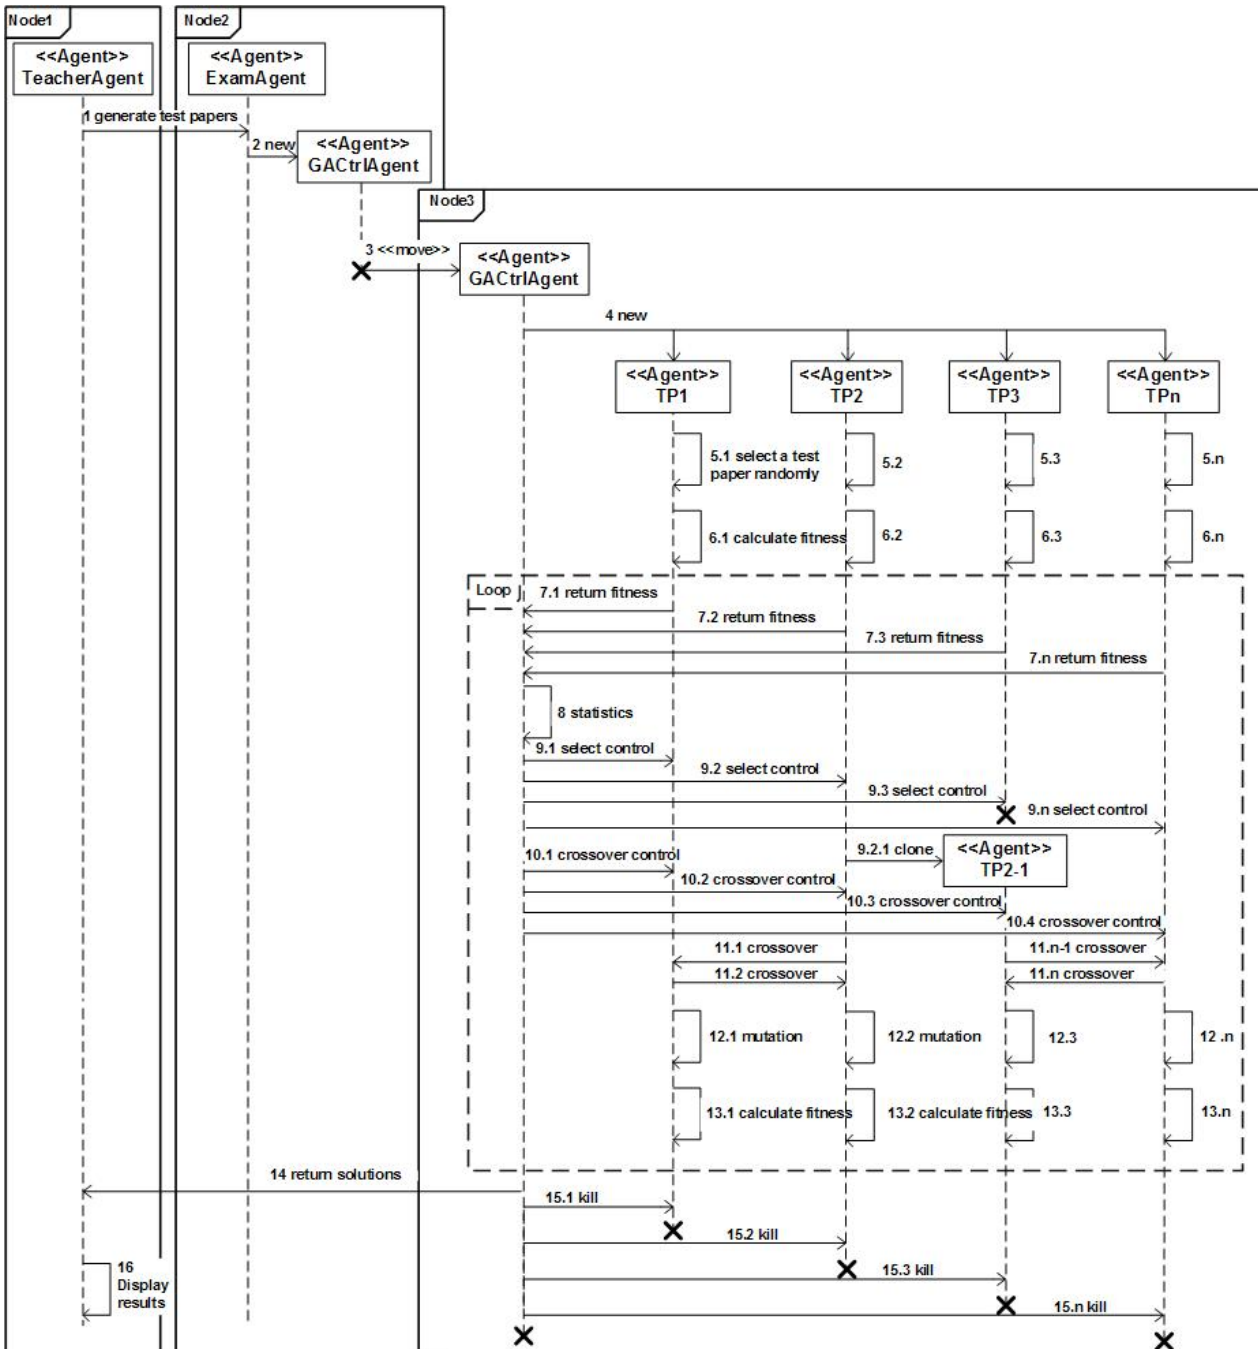 Node1
Node2
<<Agent>>
TeacherAgent
<<Agent>>
ExamAgent
1 generate test papers
2 new
<<Agent>>
GACtrlAgent
Node3
3 <<move>>
<<Agent>>
GACtrlAgent
4 new
<<Agent>>
TP1
<<Agent>>
TP2
<<Agent>>
TP3
<<Agent>>
TPn
5.1 select a test
paper randomly
5.2
5.3
5.n
6.1 calculate fitness
6.2
6.3
6.n
Loop
7.1 return fitness
7.2 return fitness
7.3 return fitness
7.n return fitness
8 statistics
9.1 select control
9.2 select control
9.3 select control
9.n select control
9.2.1 clone
<<Agent>>
TP2-1
10.1 crossover control
10.2 crossover control
10.3 crossover control
10.4 crossover control
11.1 crossover
11.n-1 crossover
11.2 crossover
11.n crossover
12.1 mutation
12.2 mutation
12.3
12 .n
13.1 calculate fitness
13.2 calculate fitness
13.3
13.n
14 return solutions
15.1 kill
15.2 kill
15.3 kill
15.n kill
16
Display
results